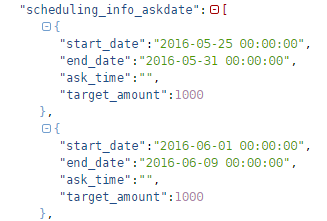 "scheduling_info_askdate":[
{
"start_date":"2016-05-25 00:00:00",
"end_date":"2016-05-31 00:00:00",
"ask_time":"",
"target_amount":1000
},
{
"start_date":"2016-06-01 00:00:00",
"end_date":"2016-06-09 00:00:00",
"ask_time":"",
"target_amount":1000
},